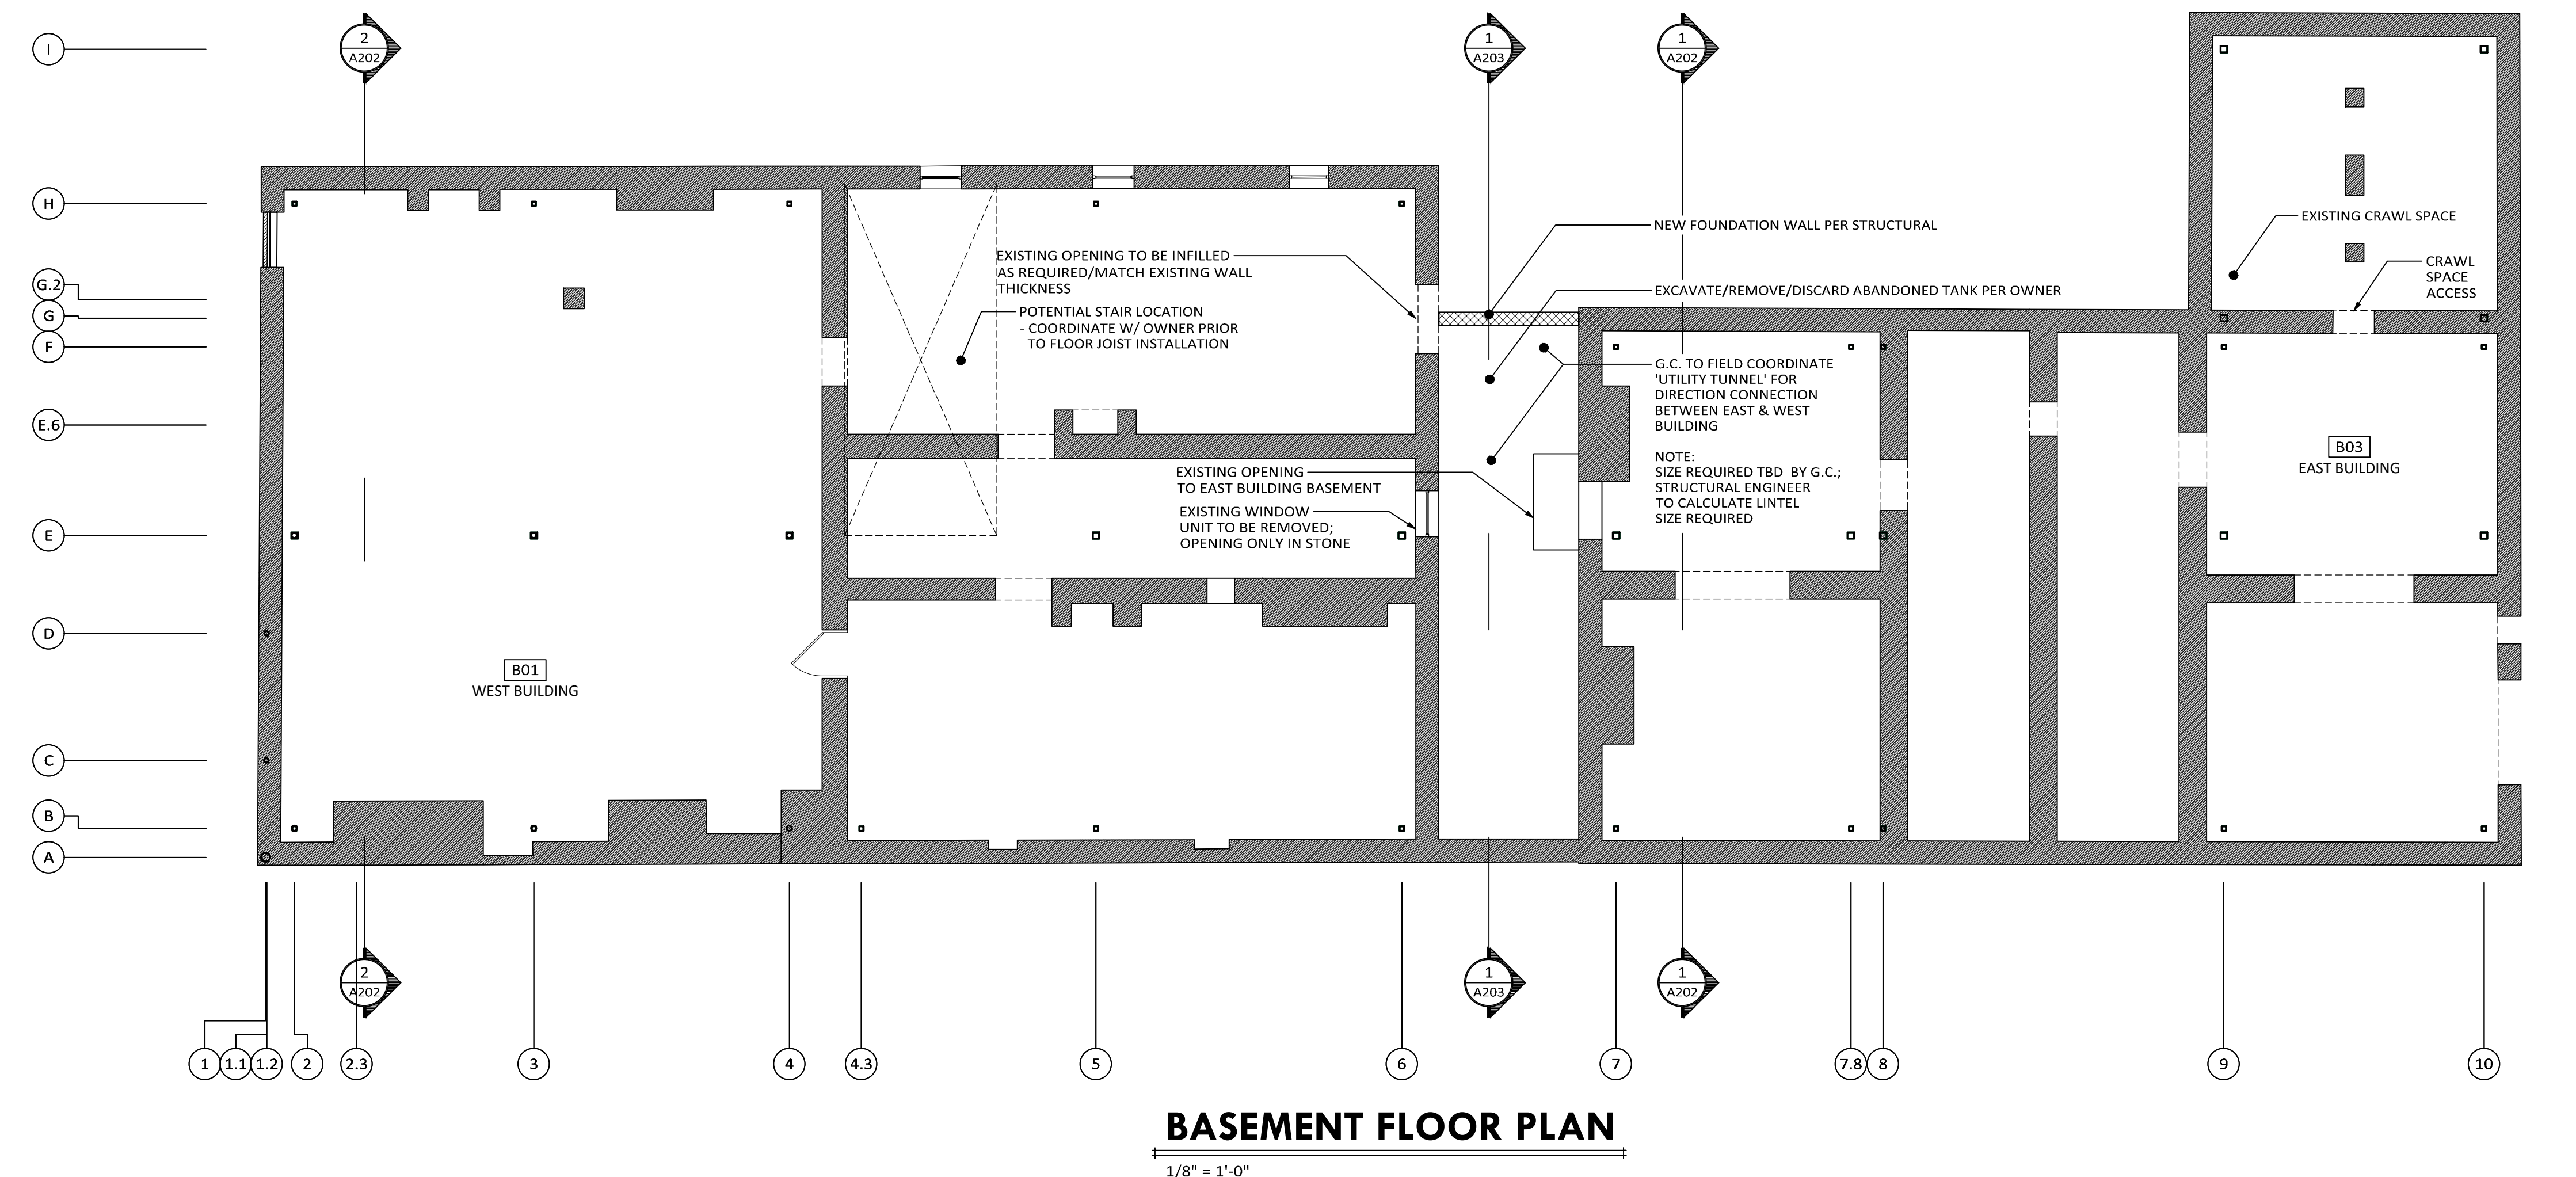 I
2
A202
1
A203
1
A202
H
G.2
G
F
E.6
E
D
C
B
A
NEW FOUNDATION WALL PER STRUCTURAL
EXISTING CRAWL SPACE
EXISTING OPENING TO BE INFILLED
AS REQUIRED/MATCH EXISTING WALL
THICKNESS
CRAWL
SPACE
ACCESS
EXCAVATE/REMOVE/DISCARD ABANDONED TANK PER OWNER
POTENTIAL STAIR LOCATION
- COORDINATE W/ OWNER PRIOR
TO FLOOR JOIST INSTALLATION
G.C. TO FIELD COORDINATE
'UTILITY TUNNEL' FOR
DIRECTION CONNECTION
BETWEEN EAST & WEST
BUILDING
NOTE:
SIZE REQUIRED TBD BY G.C.;
STRUCTURAL ENGINEER
TO CALCULATE LINTEL
SIZE REQUIRED
B03
EAST BUILDING
EXISTING OPENING
TO EAST BUILDING BASEMENT
EXISTING WINDOW
UNIT TO BE REMOVED;
OPENING ONLY IN STONE
B01
WEST BUILDING
2
A202
1
A203
1
A202
1
1.1
1.2
2
2.3
3
4
4.3
5
6
7
7.8
8
9
10
BASEMENT FLOOR PLAN
1/8" = 1'-0"